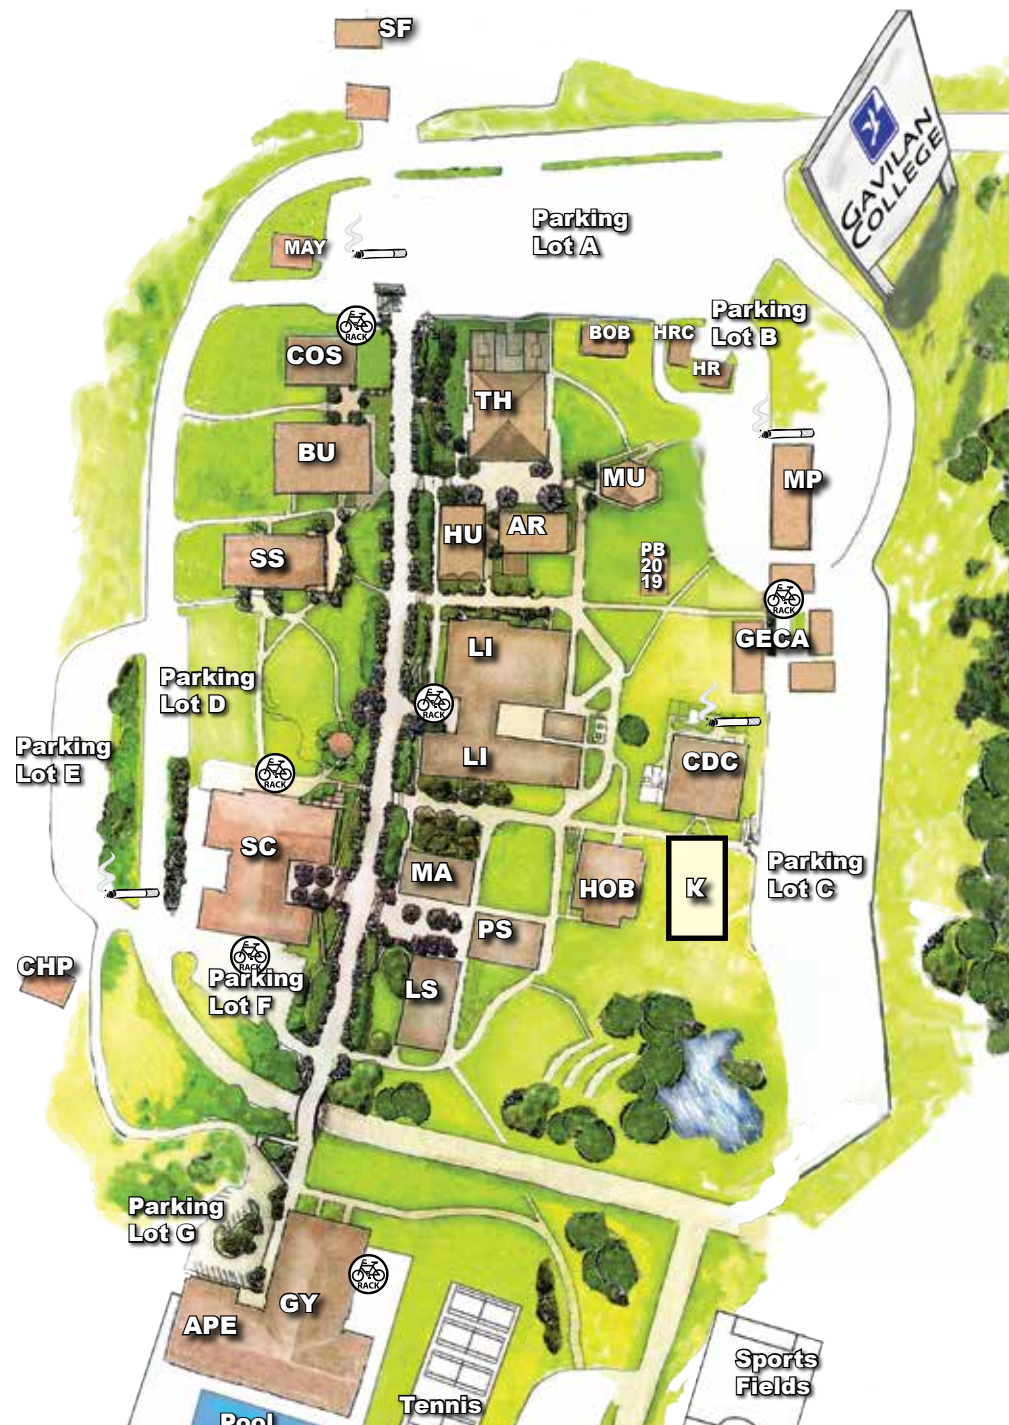 SF
GAVILAN
COLLEGE
Parking
Lot A
MAY
RACK
COS
Parking
Lot B
BOB
HRC
HR
TH
BU
MU
MP
HU
AR
SS
PB
20
19
RACK
GECA
LI
Parking
Lot D
RACK
Parking
Lot E
LI
CDC
RACK
SC
MA
HOB
K
Parking
Lot C
PS
RACK
CHP
Parking
Lot F
LS
Parking
Lot G
RACK
GY
APE
Sports
Fields
Tennis
Pool